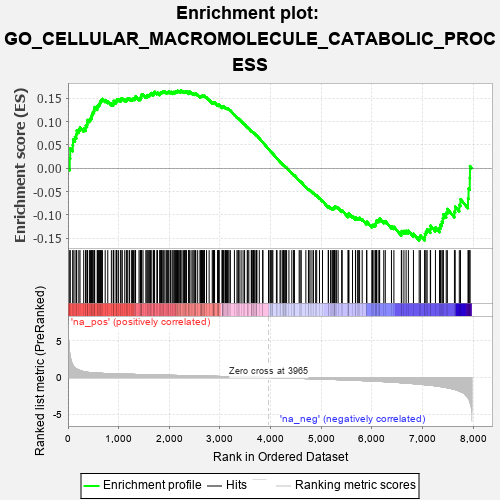 Enrichment plot:
GO_CELLULAR_MACROMOLECULE_CATABOLIC_PROC
ESS
Enrichment score (ES)
0.15
0.10
0.05
0.00
-0.05
-0.10
-0.15
'na_pos' (positively correlated)
Ranked list metric (PreRanked)
5
0
-5
Zero cross at 3965
'na_neg' (negatively correlated)
0
1,000
2,000
3,000
4,000
5,000
6,000
7,000
8,000
Rank in Ordered Dataset
Enrichment profile
Hits
Ranking metric scores